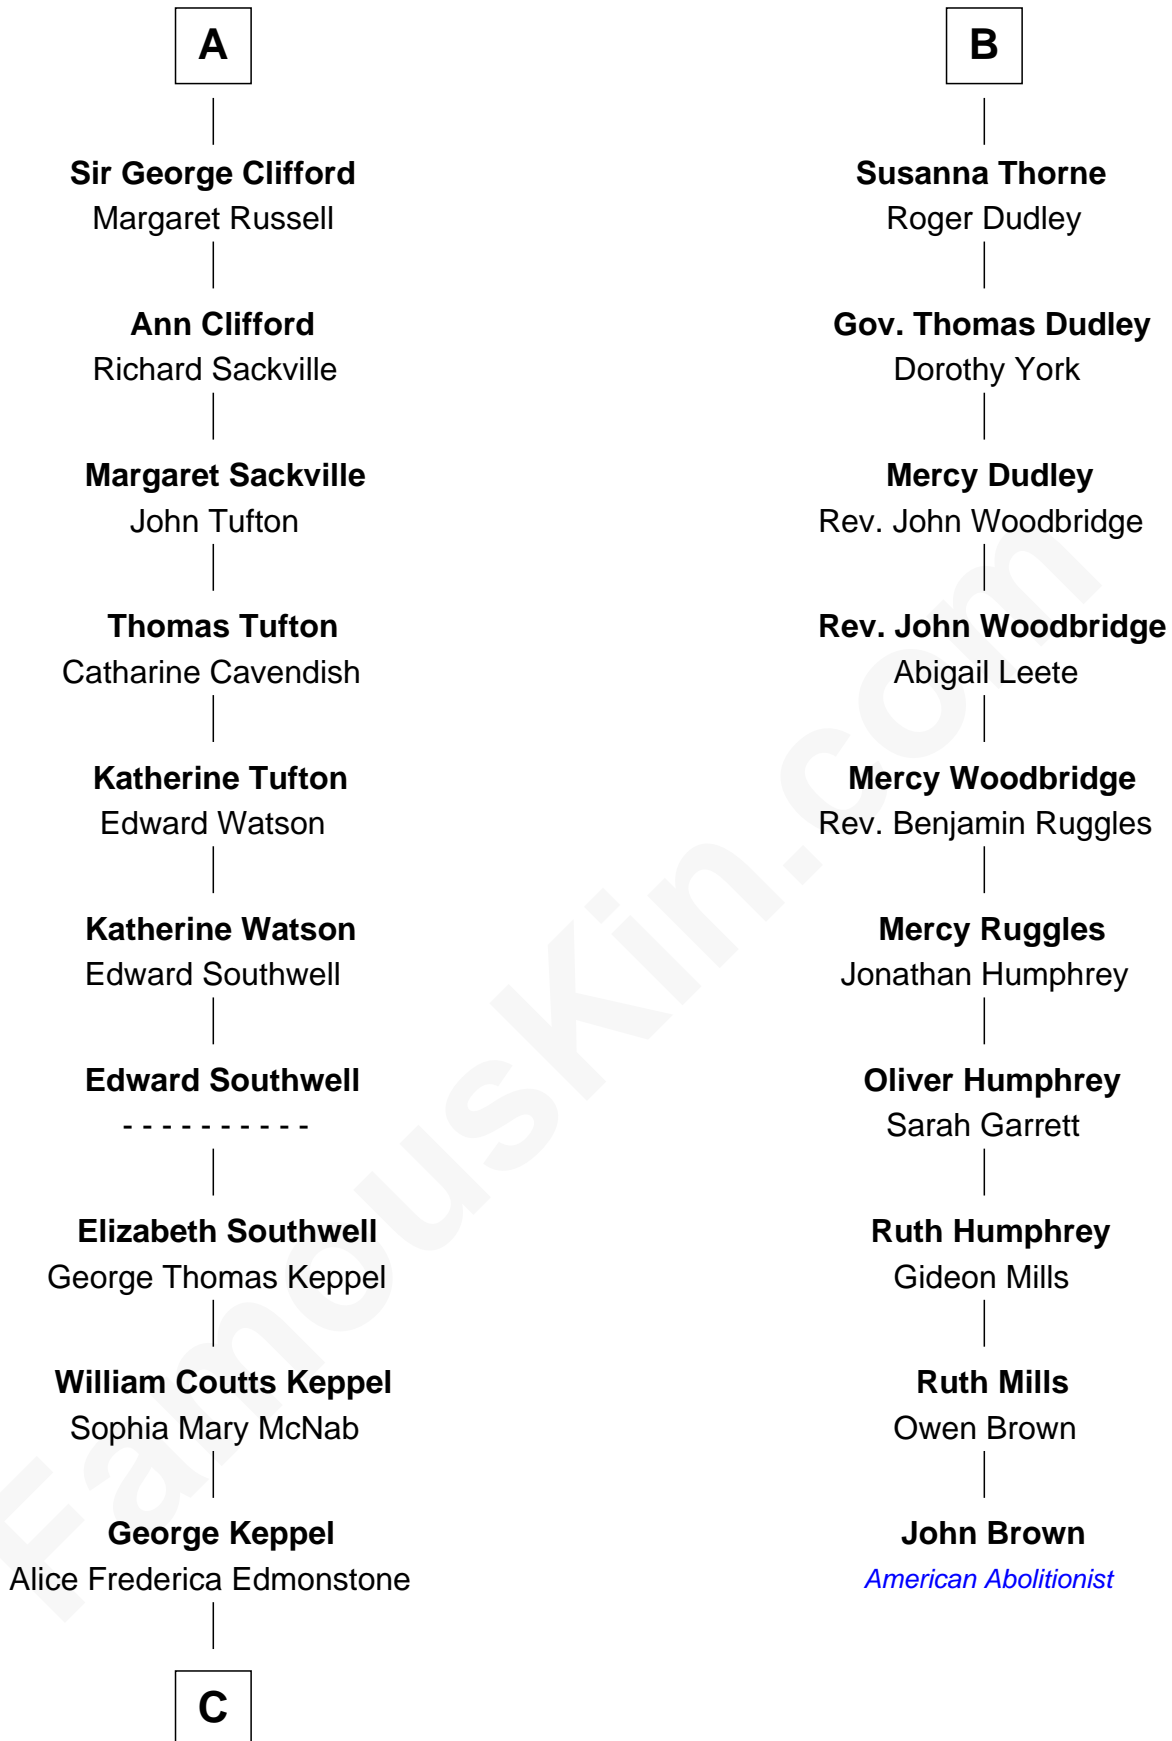 A
Sir George Clifford
Margaret Russell
Ann Clifford
Richard Sackville
Margaret Sackville
John Tufton
Thomas Tufton
Catharine Cavendish
Katherine Tufton
Edward Watson
Katherine Watson
Edward Southwell
Edward Southwell
- - - - - - - - - -
Elizabeth Southwell
George Thomas Keppel
William Coutts Keppel
Sophia Mary McNab
George Keppel
Alice Frederica Edmonstone
C
B
Susanna Thorne
Roger Dudley
Gov. Thomas Dudley
Dorothy York
Mercy Dudley
Rev. John Woodbridge
Rev. John Woodbridge
Abigail Leete
Mercy Woodbridge
Rev. Benjamin Ruggles
Mercy Ruggles
Jonathan Humphrey
Oliver Humphrey
Sarah Garrett
Ruth Humphrey
Gideon Mills
Ruth Mills
Owen Brown
John Brown
American Abolitionist
FamousKin.com